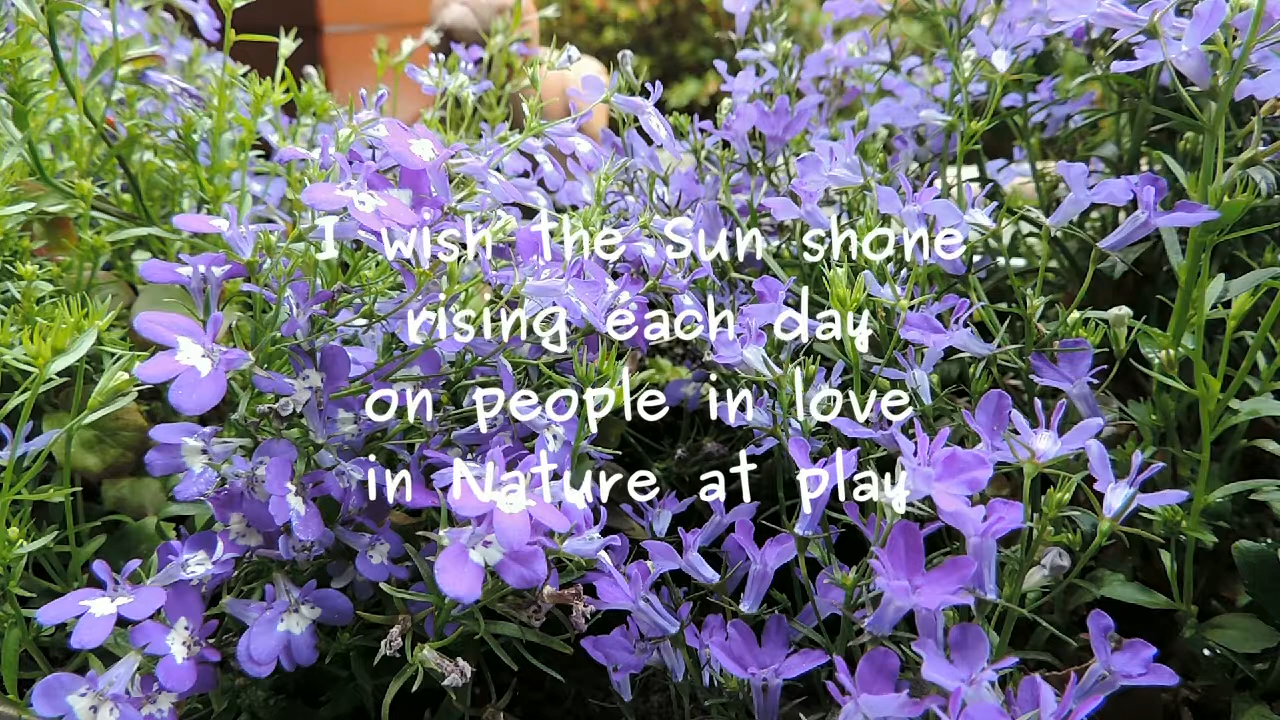 I wish the Sun shone
rising each day
on people in love
in Nature at play